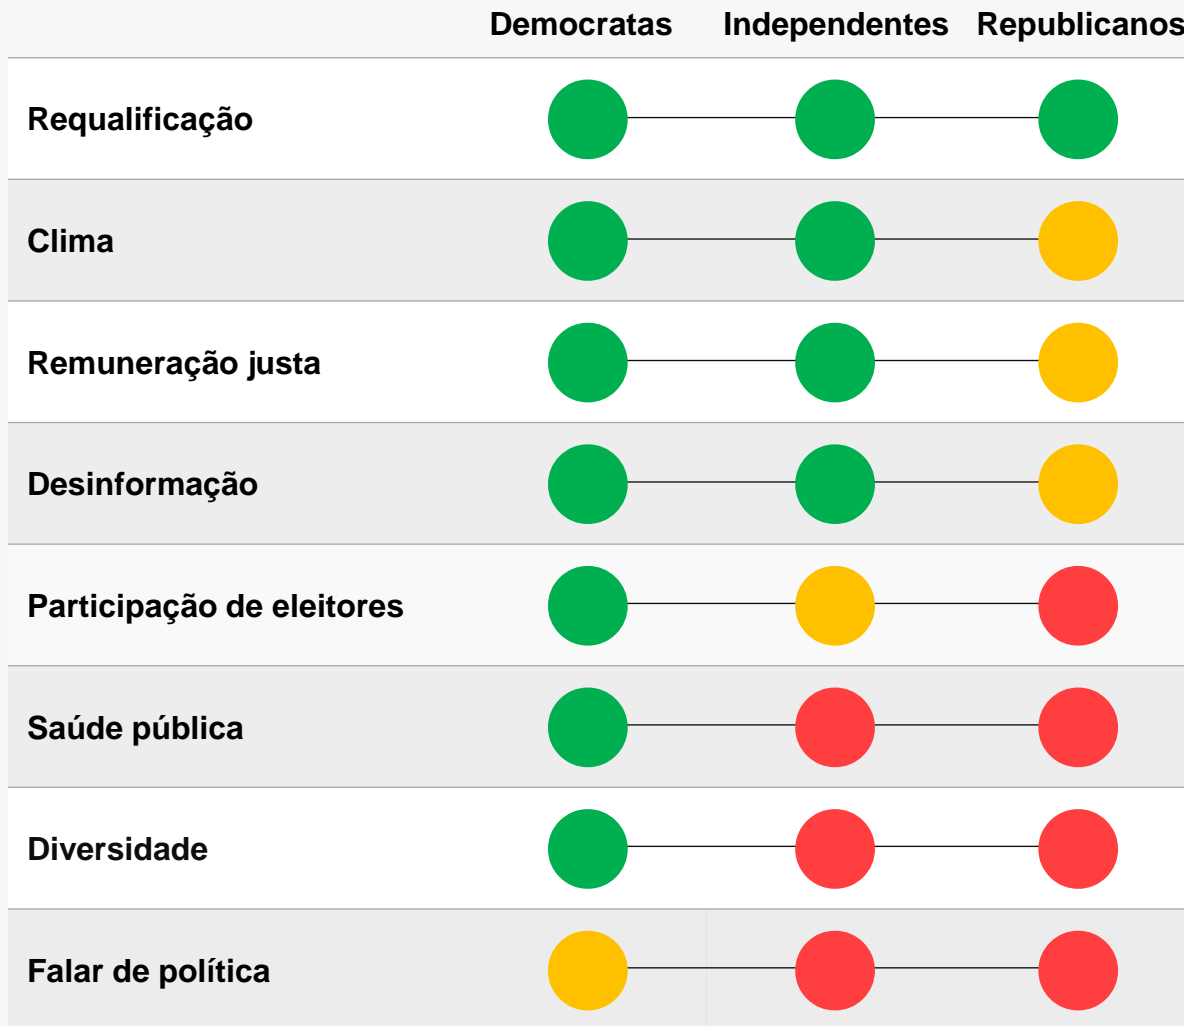 Democratas Independentes Republicanos
Requalificação
Clima
Remuneração justa
Desinformação
Participação de eleitores
Saúde pública
Diversidade
Falar de política